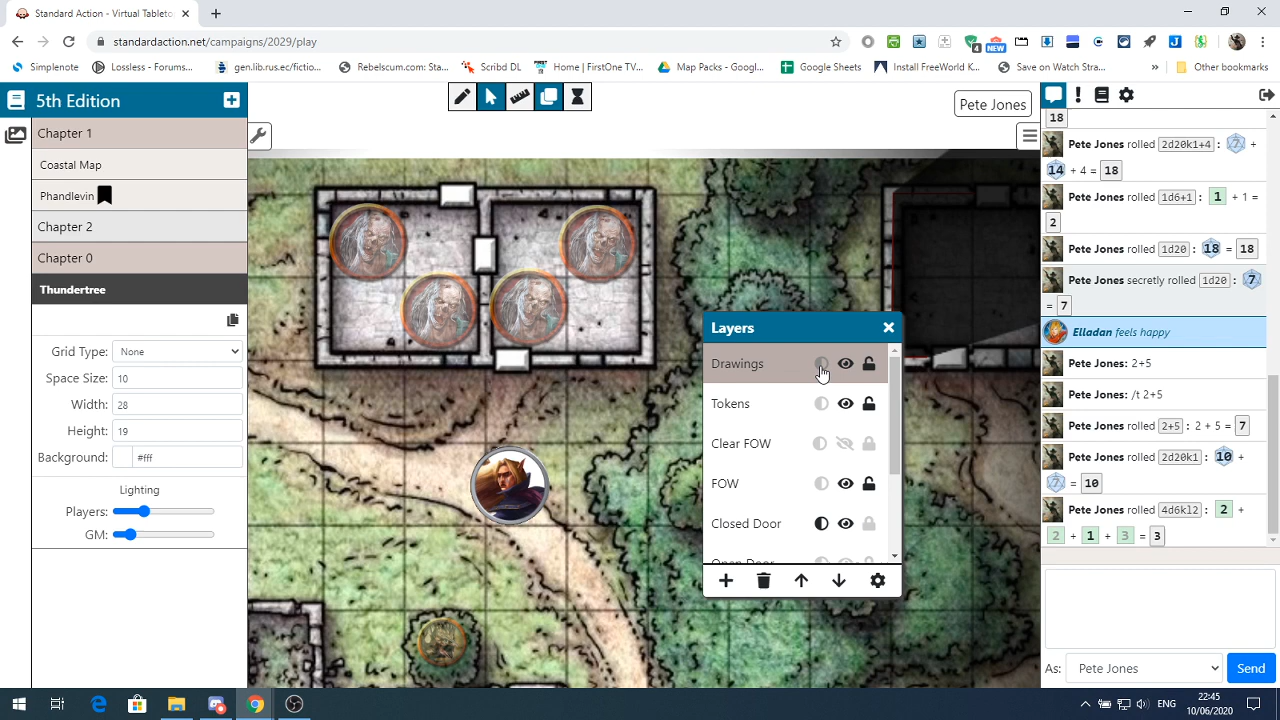 Standard Action - Virtual Tableto
standardaction.net/campaigns/2029/play
4
NEW
Simplenote
Lossless - Forums...
gen.lib.rus.ec/fictio...
Rebelscum.com: Sta...
Scribd DL
Home | FirstOne TV...
Map Packs - Googl...
Google Sheets
Install FreeWorld K...
Save on Watch Stra...
»
Other bookmarks
5th Edition
Chapter 1
Coastal Map
Phandlevin
Chapter 2
Chapter 0
Thundertree
Grid Type: None
Space Size: 10
Width: 28
Height: 19
Background: #fff
Lighting
Players:
GM:
Pete Jones
Layers
Drawings
Tokens
Clear FOW
FOW
Closed Door
Open Door
18
Pete Jones rolled 2d20k1+4 : 7 +
14 + 4 = 18
Pete Jones rolled 1d6+1 : 1 + 1 =
2
Pete Jones rolled 1d20 : 18 = 18
Pete Jones secretly rolled 1d20 : 7
= 7
Elladan feels happy
Pete Jones: 2+5
Pete Jones: /t 2+5
Pete Jones rolled 2+5 : 2 + 5 = 7
Pete Jones rolled 2d20k1 : 10 +
7 = 10
Pete Jones rolled 4d6kl2 : 2 +
2 + 1 + 3 = 3
As: Pete Jones
Send
ENG
22:45
10/06/2020